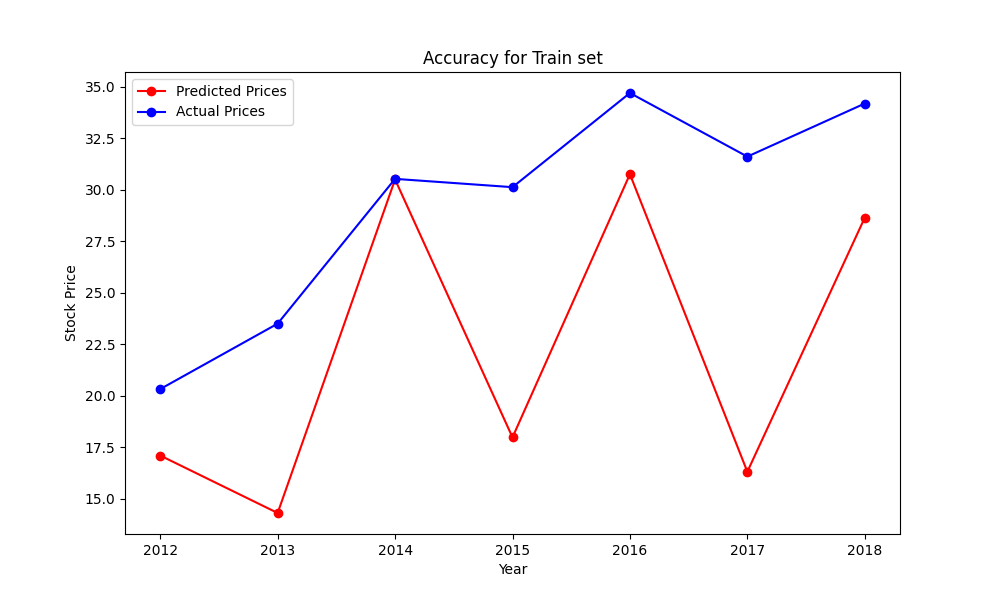 Accuracy for Train set
Predicted Prices
Actual Prices
35.0
32.5
30.0
27.5
25.0
22.5
20.0
17.5
15.0
Stock Price
2012 2013 2014 2015 2016 2017 2018
Year